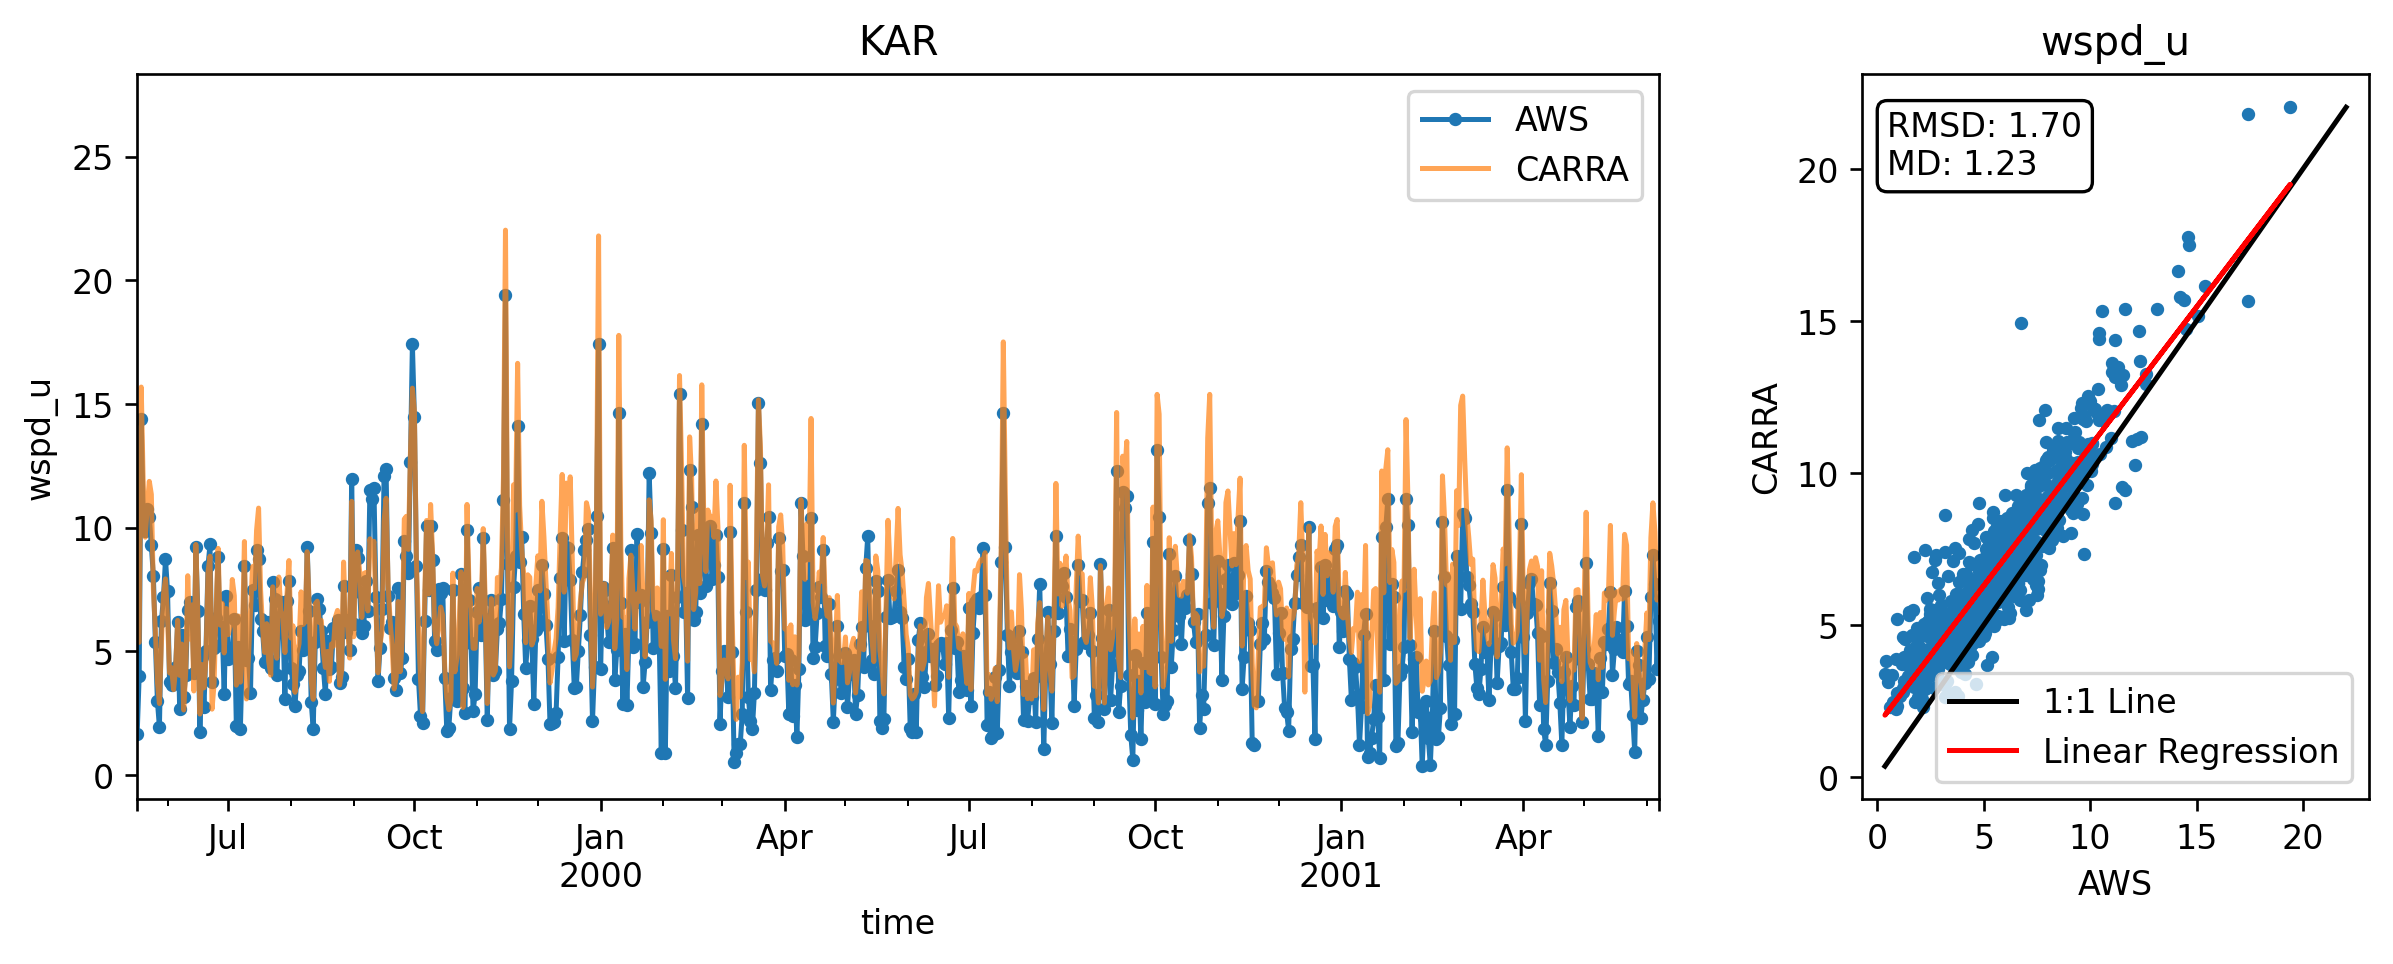 KAR
wspd_u
25
20
15
10
5
0
AWS
CARRA
Jul
Oct
Jan
2000
Apr
Jul
Oct
Jan
2001
Apr
time
wspd_u
CARRA
20
15
10
5
0
RMSD: 1.70
MD: 1.23
1:1 Line
Linear Regression
0
5
10
15
20
AWS